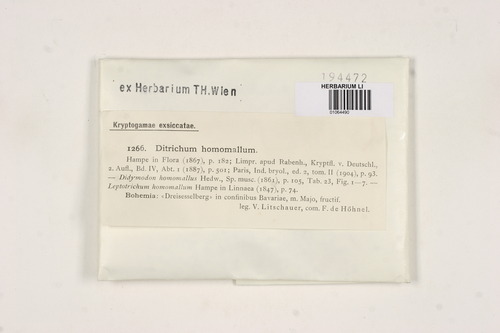 194472
ex Herbarium TH.Wien
HERBARIUM LI
01064490
Kryptogamae exsiccatae.
1266. Ditrichum homomallum.
Hampe in Flora (1867), p. 182; Limpr. apud Rabenh., Kryptfl. v. Deutschl.,
2. Aufl., Bd. IV, Abt. 1 (1887), p. 501; Paris, Ind. bryol., ed. 2, tom. II (1904), p. 93.
— Didymodon homomallus Hedw., Sp. musc. (1801), p. 105, Tab. 23, Fig. 1—7. —
Leptotrichum homomallum Hampe in Linnaea (1847), p. 74.
Bohemia: «Dreisesselberg» in confinibus Bavariae, m. Majo, fructif.
leg. V. Litschauer, com. F. de Höhnel.